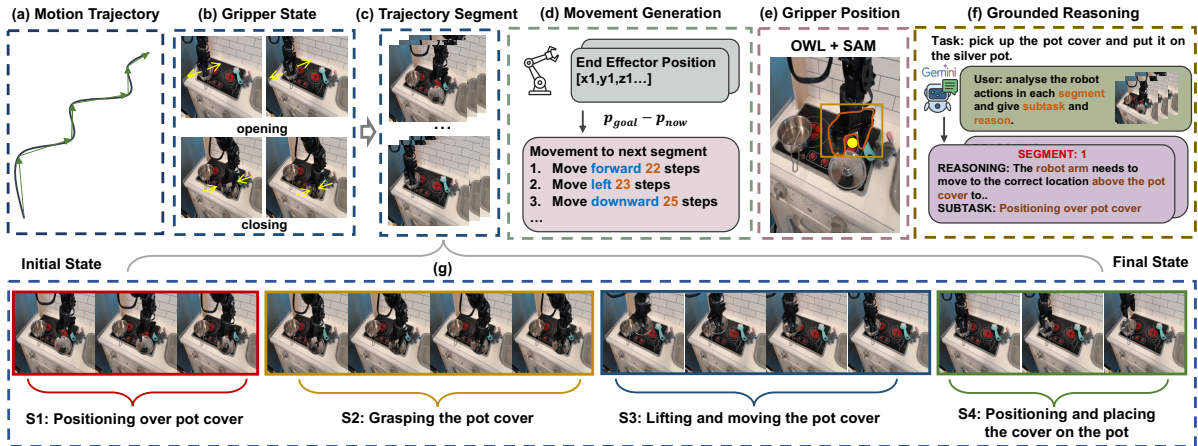 (a) Motion Trajectory
(b) Gripper State
opening
closing
(c) Trajectory Segment
...
(d) Movement Generation
End Effector Position
[x1,y1,z1...]
p_goal − p_now
Movement to next segment
1. Move forward 22 steps
2. Move left 23 steps
3. Move downward 25 steps
...
(e) Gripper Position
OWL + SAM
(f) Grounded Reasoning
Task: pick up the pot cover and put it on
the silver pot.
Gemini
User: analyse the robot
actions in each segment
and give subtask and
reason.
SEGMENT: 1
REASONING: The robot arm needs to
move to the correct location above the pot
cover to..
SUBTASK: Positioning over pot cover
Initial State
(g)
Final State
S1: Positioning over pot cover
S2: Grasping the pot cover
S3: Lifting and moving the pot cover
S4: Positioning and placing
the cover on the pot